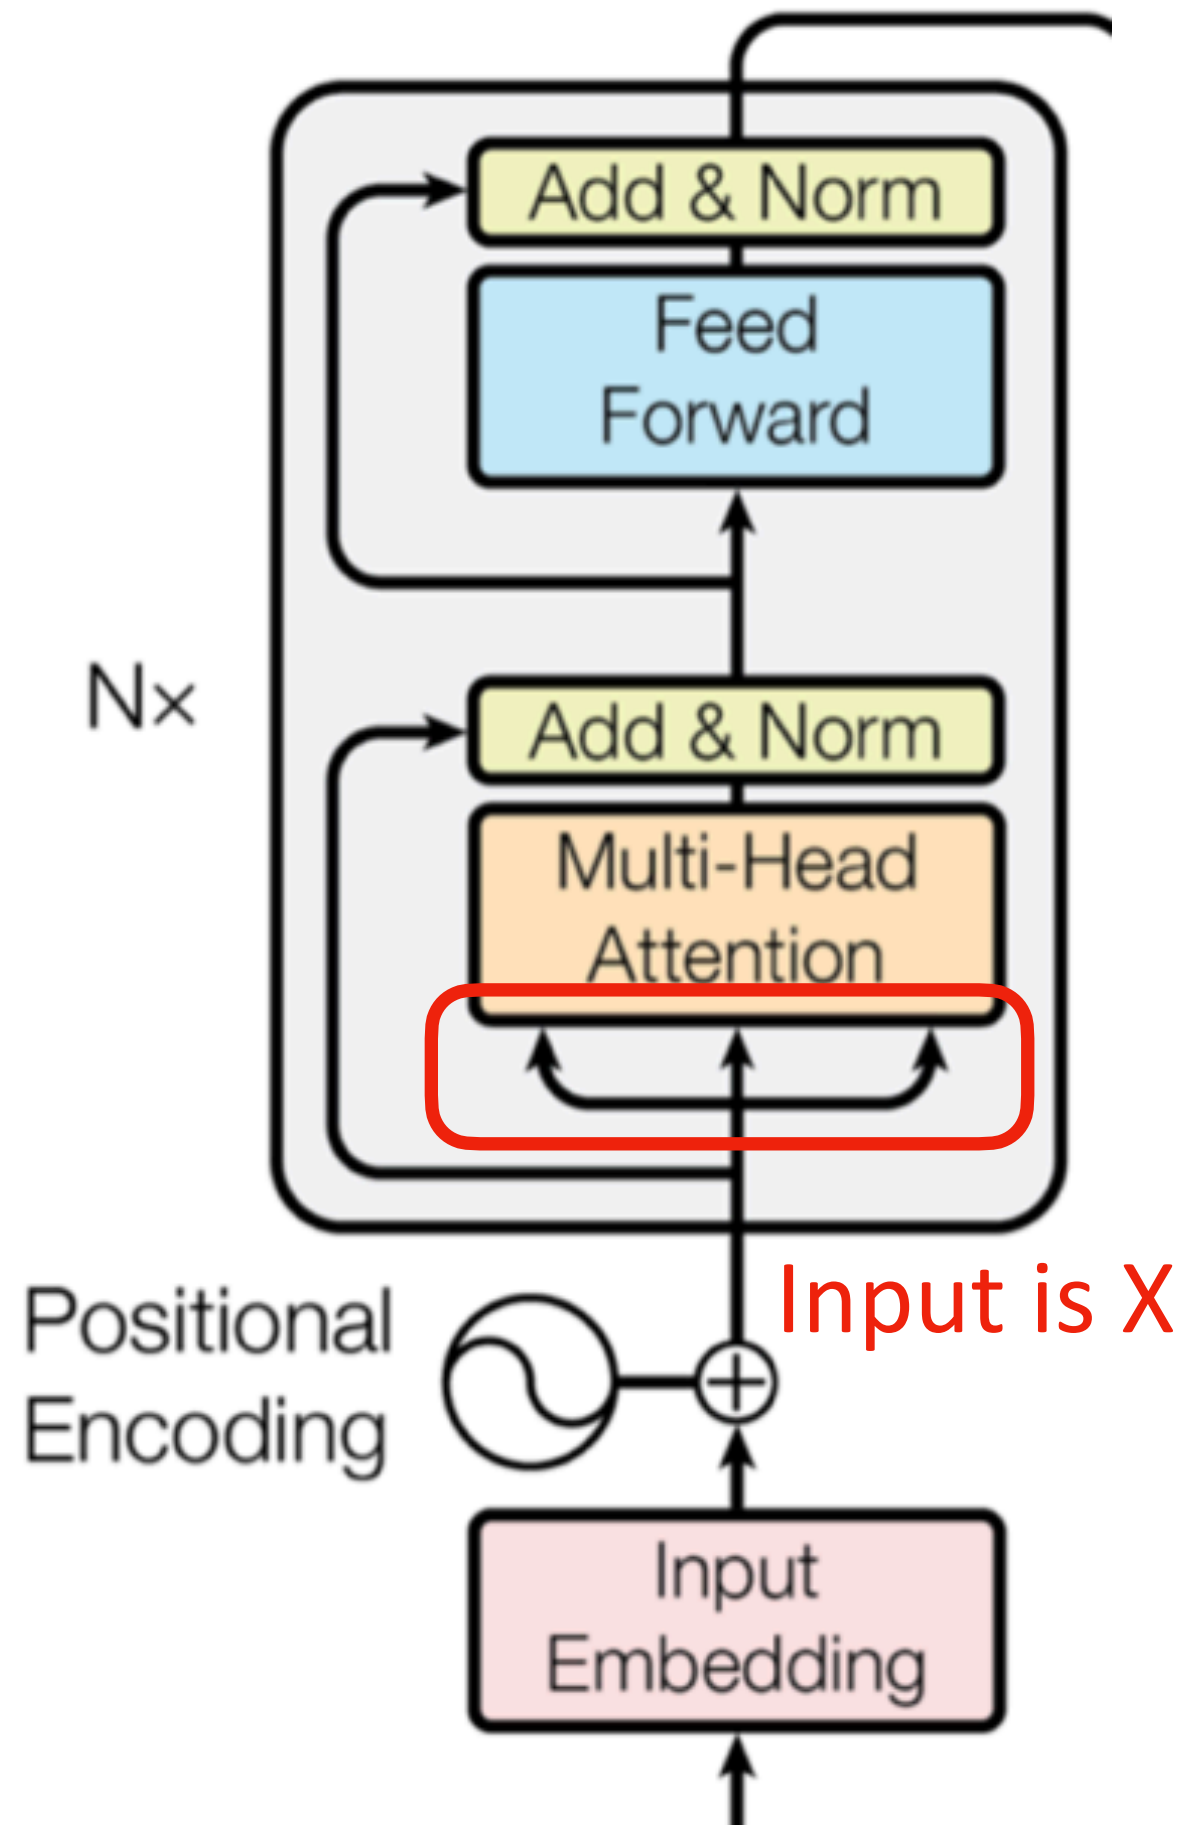 Add & Norm
Feed
Forward
Nx
Add & Norm
Multi-Head
Attention
Input is X
Positional
Encoding
Input
Embedding